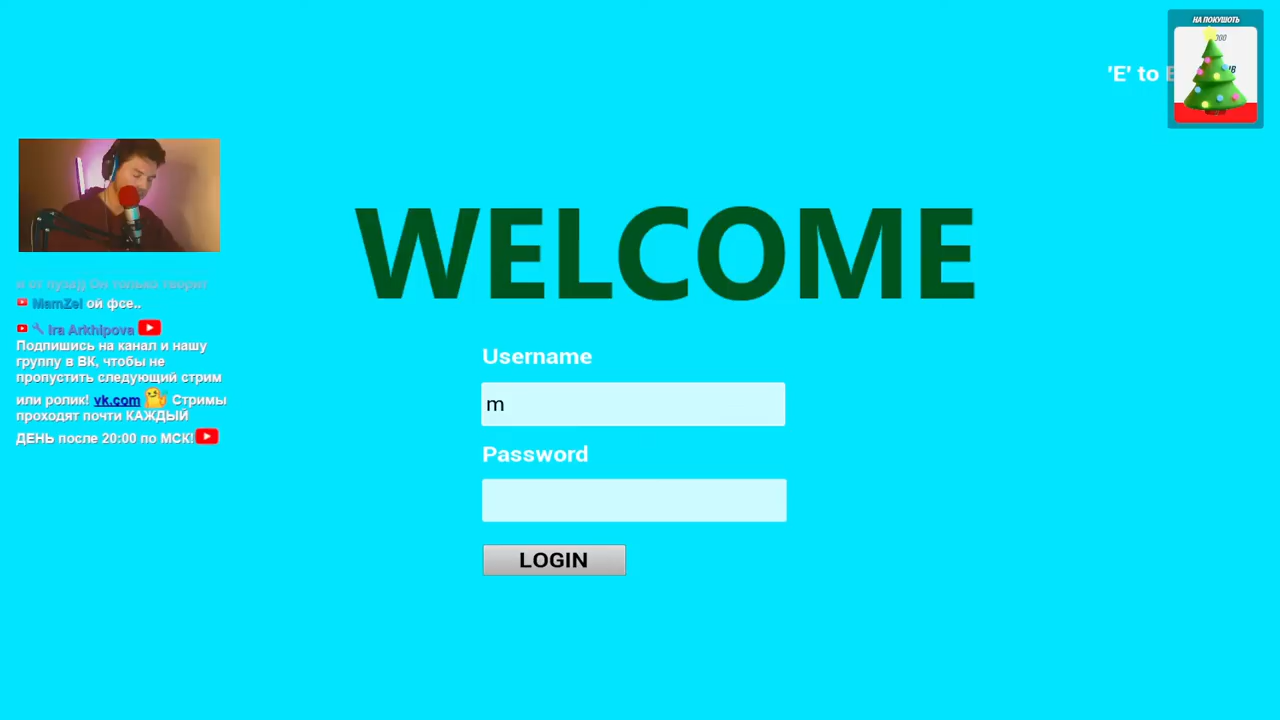 НА ПОКУШОТЬ
'E' to
WELCOME
MamZel ой фсе..
Ira Arkhipova
Подпишись на канал и нашу
группу в ВК, чтобы не
пропустить следующий стрим
или ролик! vk.com Стримы
проходят почти КАЖДЫЙ
ДЕНЬ после 20:00 по МСК!
Username
m
Password
LOGIN